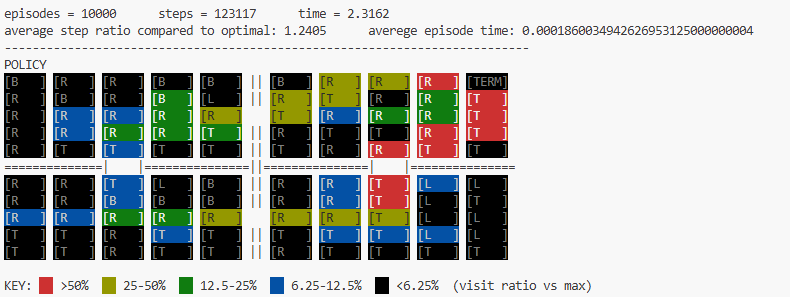 episodes = 10000      steps = 123117      time = 2.3162
average step ratio compared to optimal: 1.2405      averege episode time: 0.00018600349426269531250000000004
--------------------------------------------------------------------------------
POLICY
[B   ] [R   ] [R   ] [B   ] [B   ] || [B   ] [R   ] [R   ] [R   ] [TERM]
[R   ] [B   ] [R   ] [B   ] [L   ] || [R   ] [T   ] [R   ] [R   ] [T   ]
[R   ] [R   ] [R   ] [R   ] [R   ]    [T   ] [R   ] [R   ] [R   ] [T   ]
[R   ] [R   ] [R   ] [R   ] [T   ] || [R   ] [T   ] [T   ] [R   ] [T   ]
[R   ] [T   ] [T   ] [T   ] [T   ] || [R   ] [T   ] [R   ] [T   ] [T   ]
==============|   |===============||===============|   |===============
[R   ] [R   ] [T   ] [L   ] [B   ] || [R   ] [R   ] [T   ] [L   ] [L   ]
[R   ] [R   ] [B   ] [B   ] [B   ] || [R   ] [R   ] [T   ] [L   ] [T   ]
[R   ] [R   ] [R   ] [R   ] [R   ]    [R   ] [R   ] [T   ] [L   ] [L   ]
[T   ] [T   ] [R   ] [T   ] [T   ] || [R   ] [T   ] [T   ] [L   ] [L   ]
[T   ] [T   ] [R   ] [T   ] [T   ] || [R   ] [T   ] [T   ] [T   ] [T   ]
KEY: >50% 25-50% 12.5-25% 6.25-12.5% <6.25% (visit ratio vs max)